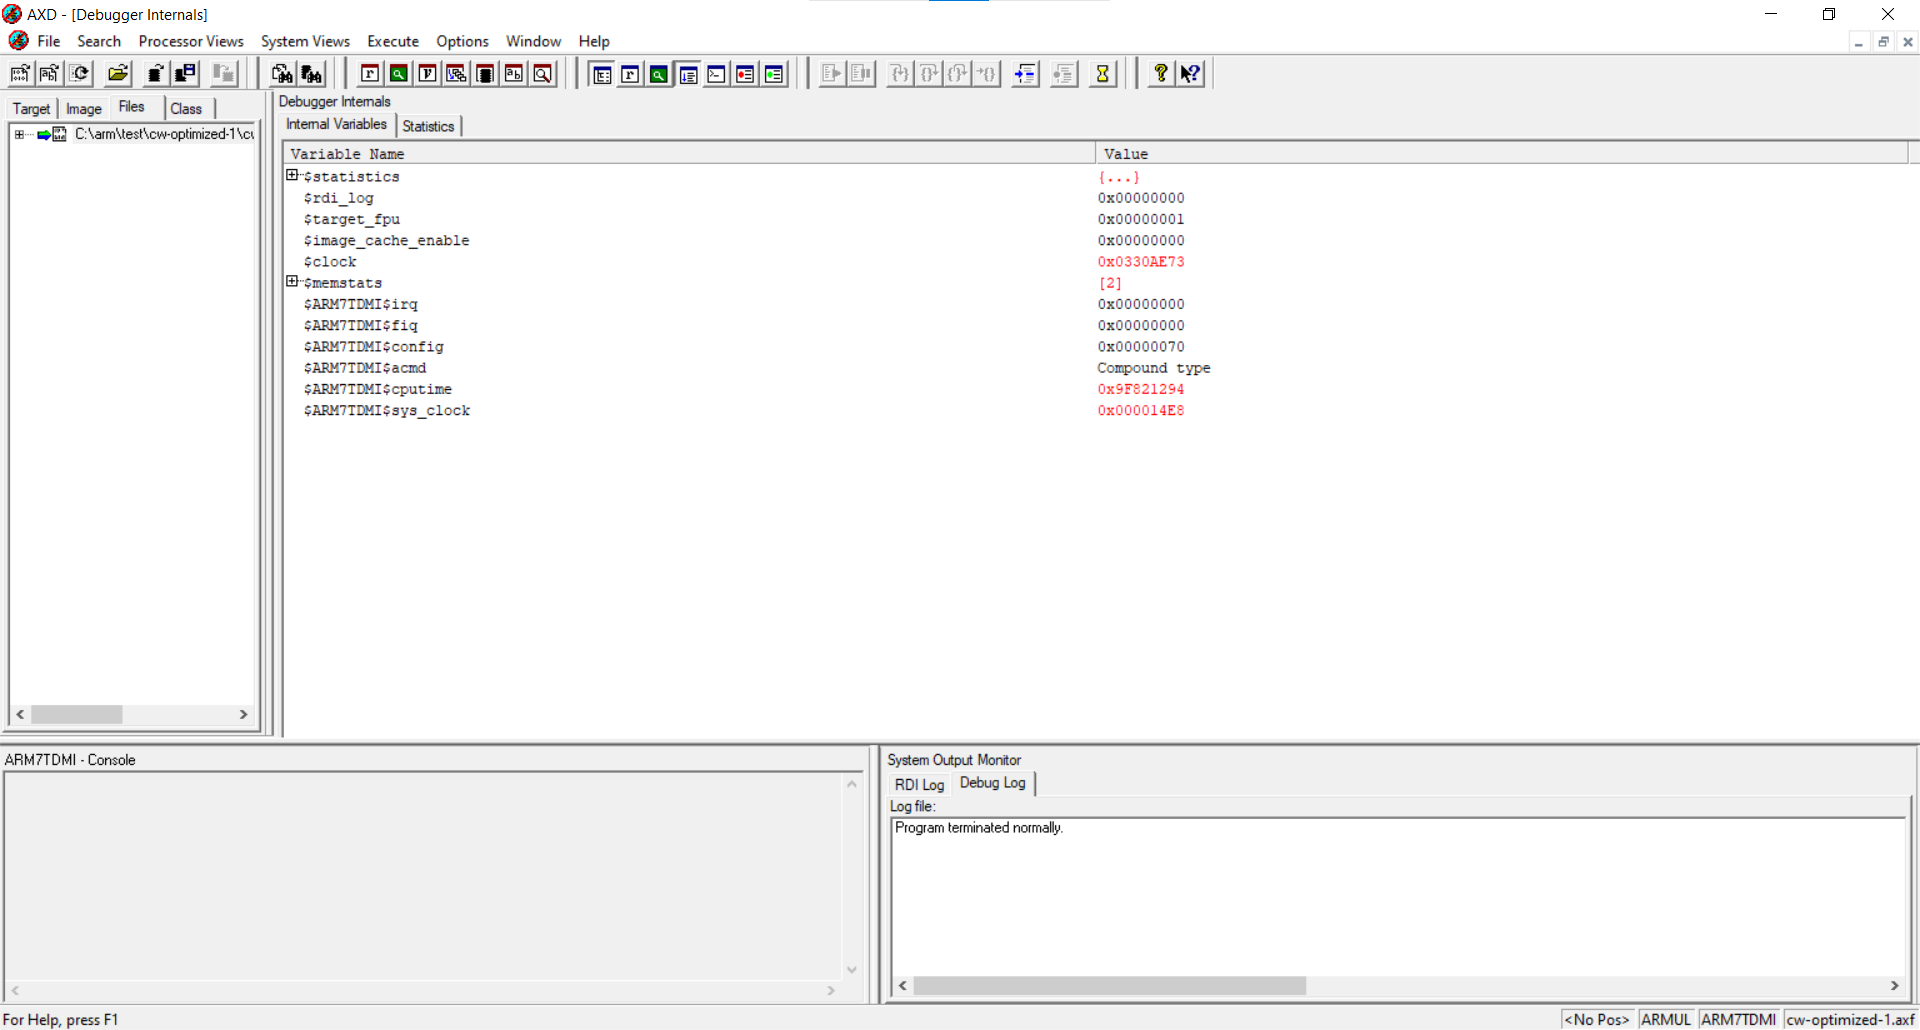 AXD - [Debugger Internals]
File Search Processor Views System Views Execute Options Window Help
Target Image Files Class
C:\arm\test\cw-optimized-1\cw
Debugger Internals
Internal Variables Statistics
Variable Name Value
$statistics {...}
$rdi_log 0x00000000
$target_fpu 0x00000001
$image_cache_enable 0x00000000
$clock 0x0330AE73
$memstats [2]
$ARM7TDMI$irq 0x00000000
$ARM7TDMI$fiq 0x00000000
$ARM7TDMI$config 0x00000070
$ARM7TDMI$acmd Compound type
$ARM7TDMI$cputime 0x9F821294
$ARM7TDMI$sys_clock 0x000014E8
ARM7TDMI - Console
System Output Monitor
RDI Log Debug Log
Log file:
Program terminated normally.
For Help, press F1
<No Pos> ARMUL ARM7TDMI cw-optimized-1.axf